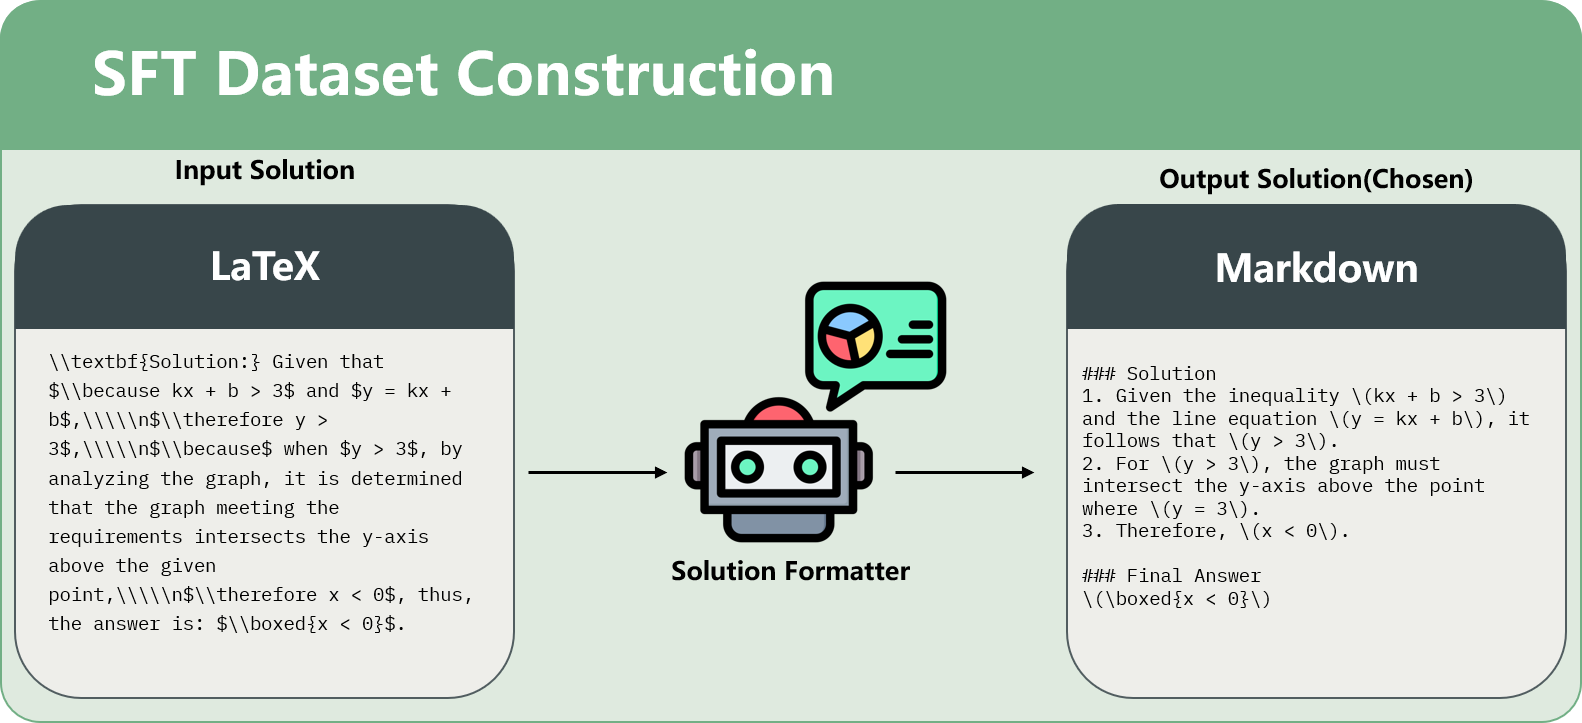 SFT Dataset Construction
Input Solution
LaTeX
\\textbf{Solution:} Given that
$\\because kx + b > 3$ and $y = kx +
b$,\\\\\n$\\therefore y >
3$,\\\\\n$\\because$ when $y > 3$, by
analyzing the graph, it is determined
that the graph meeting the
requirements intersects the y-axis
above the given
point,\\\\\n$\\therefore x < 0$, thus,
the answer is: $\\boxed{x < 0}$.
Solution Formatter
Output Solution(Chosen)
Markdown
### Solution
1. Given the inequality \(kx + b > 3\)
and the line equation \(y = kx + b\), it
follows that \(y > 3\).
2. For \(y > 3\), the graph must
intersect the y-axis above the point
where \(y = 3\).
3. Therefore, \(x < 0\).
### Final Answer
\(\boxed{x < 0}\)